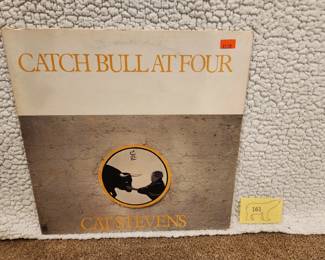 CATCH BULL AT FOUR
CAT STEVENS
161